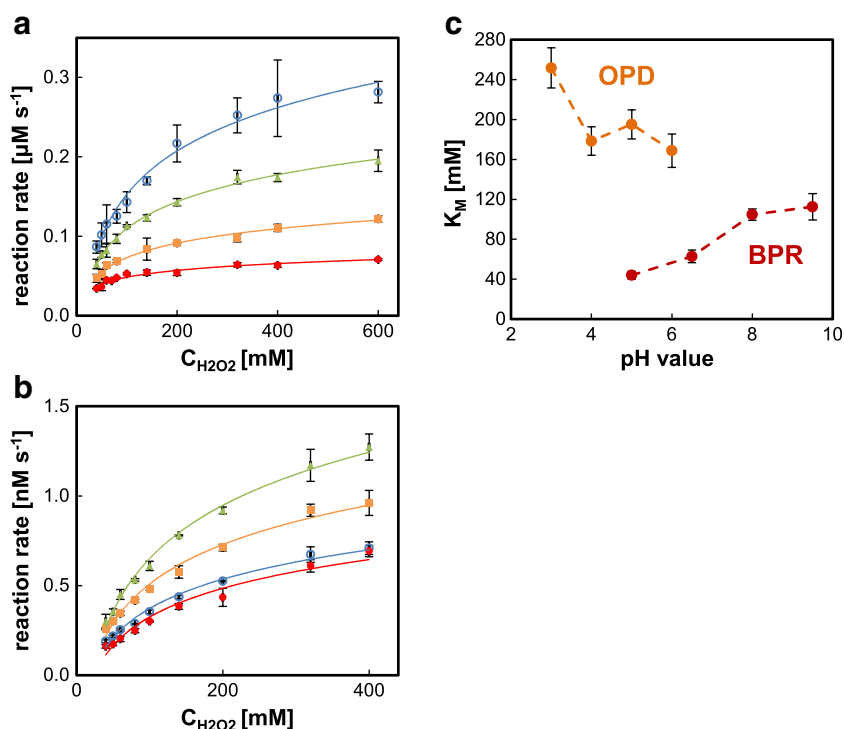 a
reaction rate [µM s-1]
0.3
0.2
0.1
0.0
0 200 400 600
CH2O2 [mM]
b
reaction rate [nM s-1]
1.5
1.0
0.5
0.0
0 200 400
CH2O2 [mM]
c
KM [mM]
280
240
200
160
120
80
40
0
OPD
BPR
2 4 6 8 10
pH value